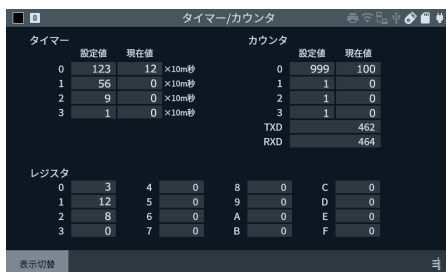 0 タイマー/カウンタ
タイマー カウンタ
設定値 現在値 設定値 現在値
0 123 12 ×10m秒 0 999 100
1 56 0 ×10m秒 1 1 0
2 9 0 ×10m秒 2 1 0
3 1 0 ×10m秒 3 1 0
TXD 462
RXD 464
レジスタ
0 3 4 0 8 0 C 0
1 12 5 0 9 0 D 0
2 8 6 0 A 0 E 0
3 0 7 0 B 0 F 0
表示切替